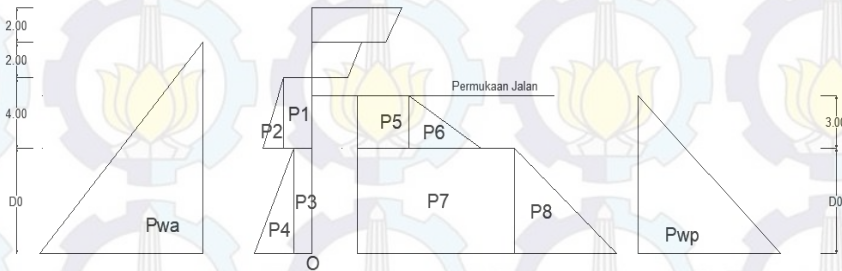 2.00
2.00
4.00
D0
Pwa
P2
P1
P4
P3
O
Permukaan Jalan
P5
P6
P7
P8
Pwp
3.00
D0